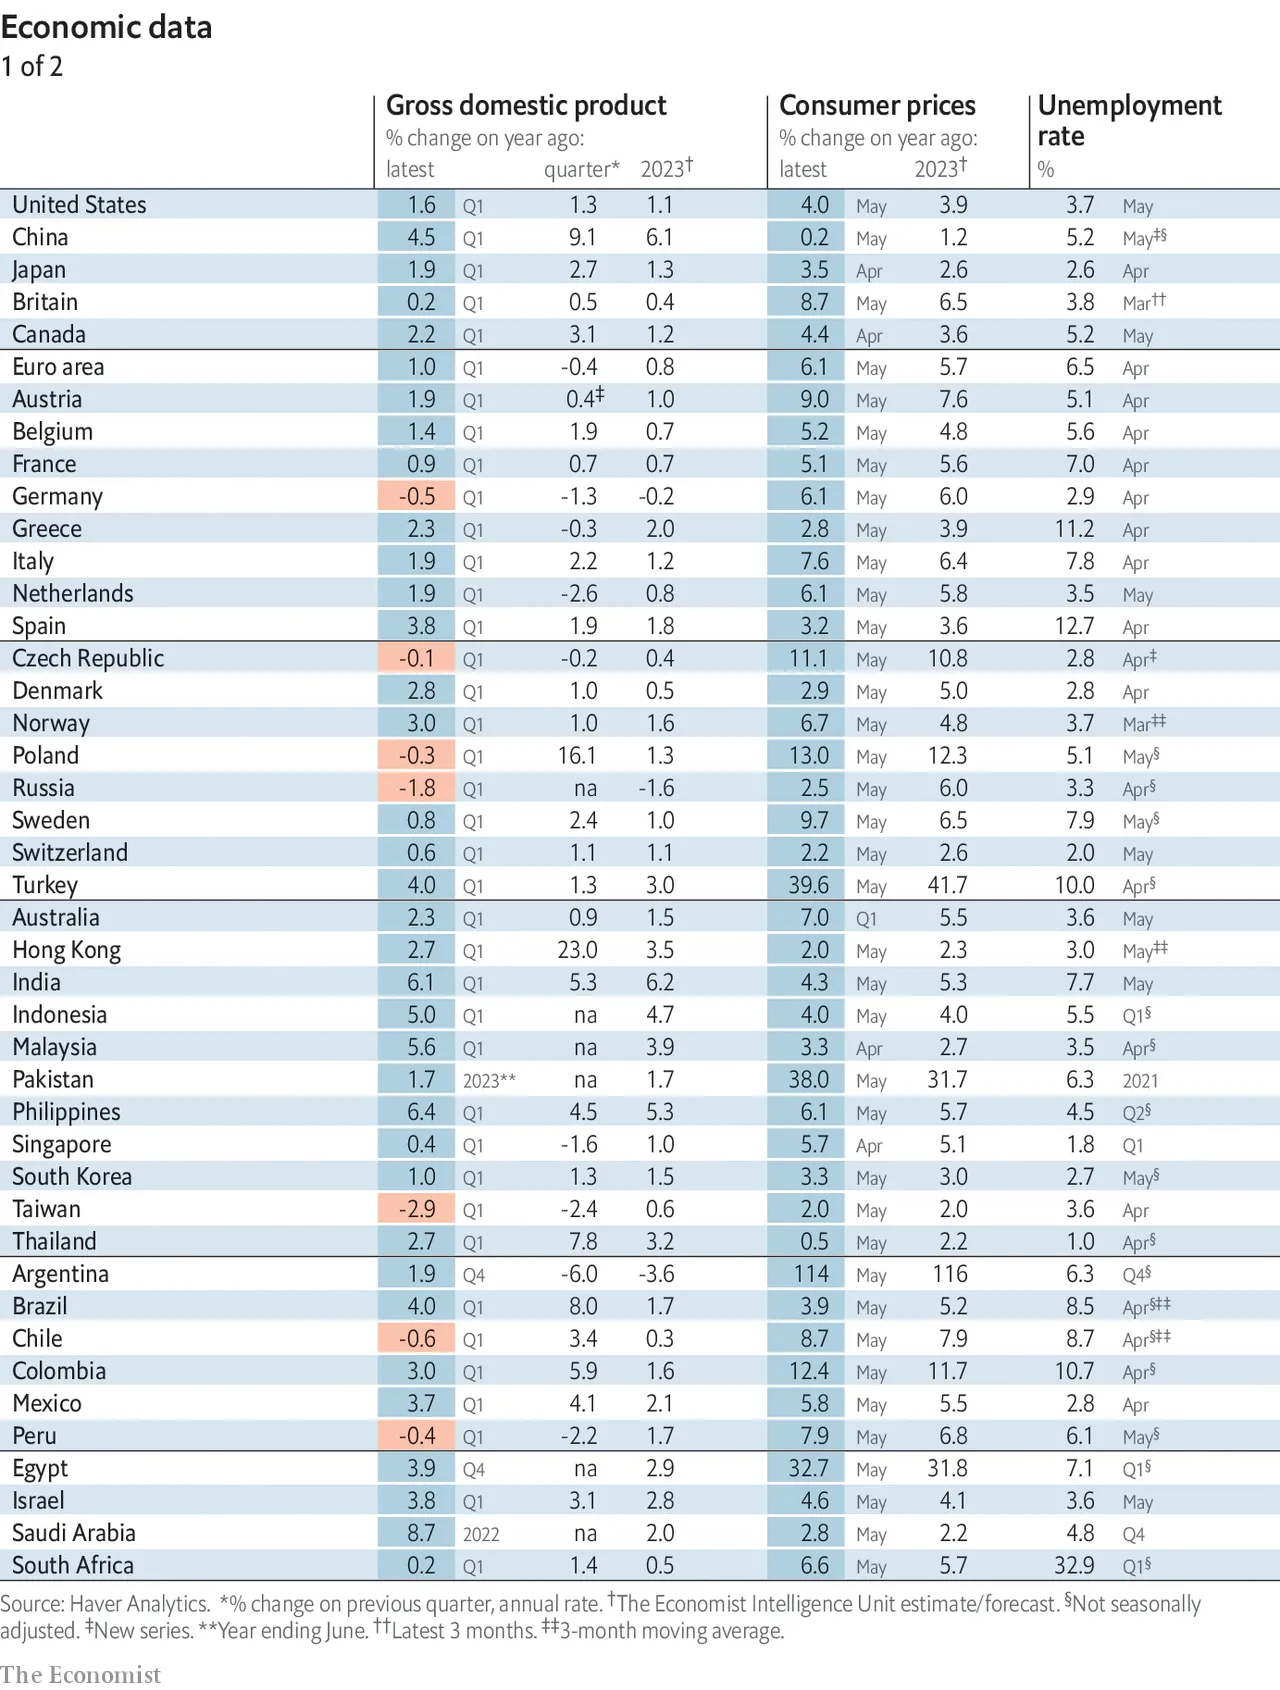 Economic data
1 of 2
Gross domestic product Consumer prices Unemployment
% change on year ago: % change on year ago: rate
latest quarter* 2023† latest 2023† %
United States 1.6 Q1 1.3 1.1 4.0 May 3.9 3.7 May
China 4.5 Q1 9.1 6.1 0.2 May 1.2 5.2 May‡§
Japan 1.9 Q1 2.7 1.3 3.5 Apr 2.6 2.6 Apr
Britain 0.2 Q1 0.5 0.4 8.7 May 6.5 3.8 Mar††
Canada 2.2 Q1 3.1 1.2 4.4 Apr 3.6 5.2 May
Euro area 1.0 Q1 -0.4 0.8 6.1 May 5.7 6.5 Apr
Austria 1.9 Q1 0.4‡ 1.0 9.0 May 7.6 5.1 Apr
Belgium 1.4 Q1 1.9 0.7 5.2 May 4.8 5.6 Apr
France 0.9 Q1 0.7 0.7 5.1 May 5.6 7.0 Apr
Germany -0.5 Q1 -1.3 -0.2 6.1 May 6.0 2.9 Apr
Greece 2.3 Q1 -0.3 2.0 2.8 May 3.9 11.2 Apr
Italy 1.9 Q1 2.2 1.2 7.6 May 6.4 7.8 Apr
Netherlands 1.9 Q1 -2.6 0.8 6.1 May 5.8 3.5 May
Spain 3.8 Q1 1.9 1.8 3.2 May 3.6 12.7 Apr
Czech Republic -0.1 Q1 -0.2 0.4 11.1 May 10.8 2.8 Apr‡
Denmark 2.8 Q1 1.0 0.5 2.9 May 5.0 2.8 Apr
Norway 3.0 Q1 1.0 1.6 6.7 May 4.8 3.7 Mar‡‡
Poland -0.3 Q1 16.1 1.3 13.0 May 12.3 5.1 May§
Russia -1.8 Q1 na -1.6 2.5 May 6.0 3.3 Apr§
Sweden 0.8 Q1 2.4 1.0 9.7 May 6.5 7.9 May§
Switzerland 0.6 Q1 1.1 1.1 2.2 May 2.6 2.0 May
Turkey 4.0 Q1 1.3 3.0 39.6 May 41.7 10.0 Apr§
Australia 2.3 Q1 0.9 1.5 7.0 Q1 5.5 3.6 May
Hong Kong 2.7 Q1 23.0 3.5 2.0 May 2.3 3.0 May‡‡
India 6.1 Q1 5.3 6.2 4.3 May 5.3 7.7 May
Indonesia 5.0 Q1 na 4.7 4.0 May 4.0 5.5 Q1§
Malaysia 5.6 Q1 na 3.9 3.3 Apr 2.7 3.5 Apr§
Pakistan 1.7 2023** na 1.7 38.0 May 31.7 6.3 2021
Philippines 6.4 Q1 4.5 5.3 6.1 May 5.7 4.5 Q2§
Singapore 0.4 Q1 -1.6 1.0 5.7 Apr 5.1 1.8 Q1
South Korea 1.0 Q1 1.3 1.5 3.3 May 3.0 2.7 May§
Taiwan -2.9 Q1 -2.4 0.6 2.0 May 2.0 3.6 Apr
Thailand 2.7 Q1 7.8 3.2 0.5 May 2.2 1.0 Apr§
Argentina 1.9 Q4 -6.0 -3.6 114 May 116 6.3 Q4§
Brazil 4.0 Q1 8.0 1.7 3.9 May 5.2 8.5 Apr§‡‡
Chile -0.6 Q1 3.4 0.3 8.7 May 7.9 8.7 Apr§‡‡
Colombia 3.0 Q1 5.9 1.6 12.4 May 11.7 10.7 Apr§
Mexico 3.7 Q1 4.1 2.1 5.8 May 5.5 2.8 Apr
Peru -0.4 Q1 -2.2 1.7 7.9 May 6.8 6.1 May§
Egypt 3.9 Q4 na 2.9 32.7 May 31.8 7.1 Q1§
Israel 3.8 Q1 3.1 2.8 4.6 May 4.1 3.6 May
Saudi Arabia 8.7 2022 na 2.0 2.8 May 2.2 4.8 Q4
South Africa 0.2 Q1 1.4 0.5 6.6 May 5.7 32.9 Q1§
Source: Haver Analytics. *% change on previous quarter, annual rate. †The Economist Intelligence Unit estimate/forecast. §Not seasonally
adjusted. ‡New series. **Year ending June. ††Latest 3 months. ‡‡3-month moving average.
The Economist